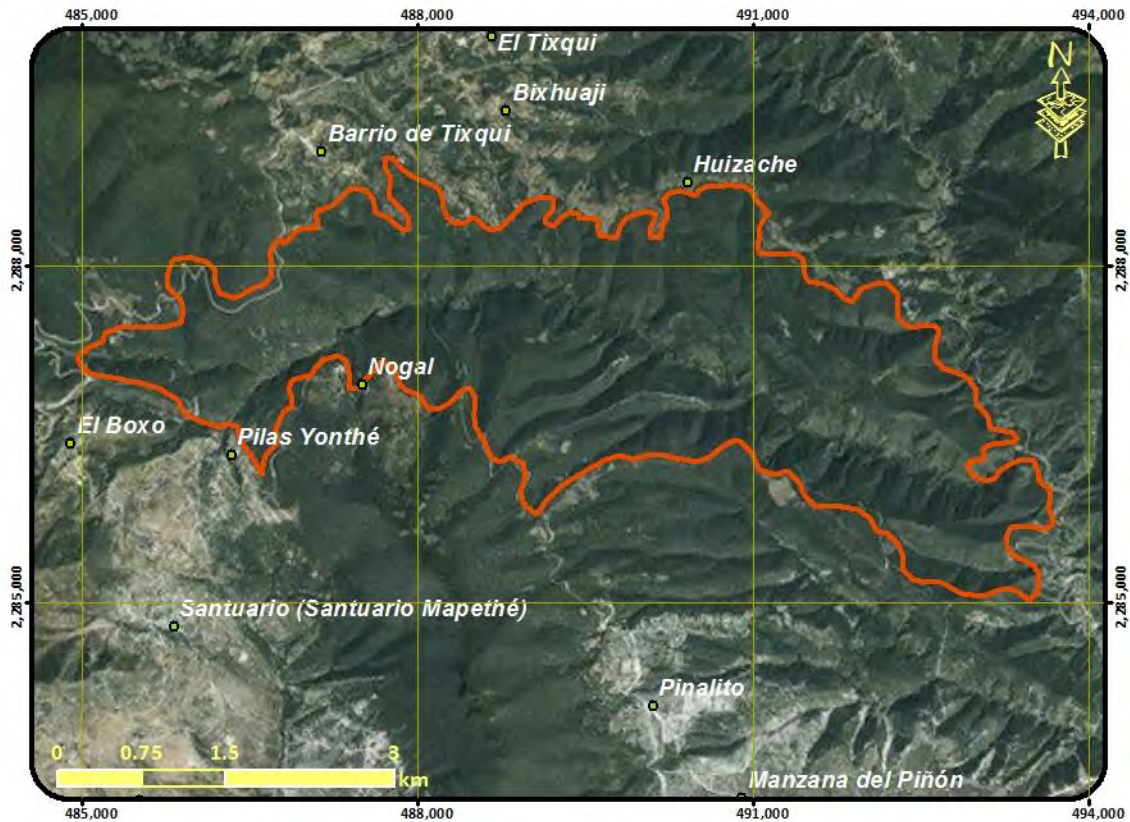 485,000 488,000 491,000 494,000
El Tixqui
N
Bixhuaji
Barrio de Tixqui
Huizache
2,288,000 2,288,000
Nogal
El Boxo
Pilas Yonthé
2,285,000 2,285,000
Santuario (Santuario Mapethé)
Pinalito
0 0.75 1.5 3
km
Manzana del Piñón
485,000 488,000 491,000 494,000